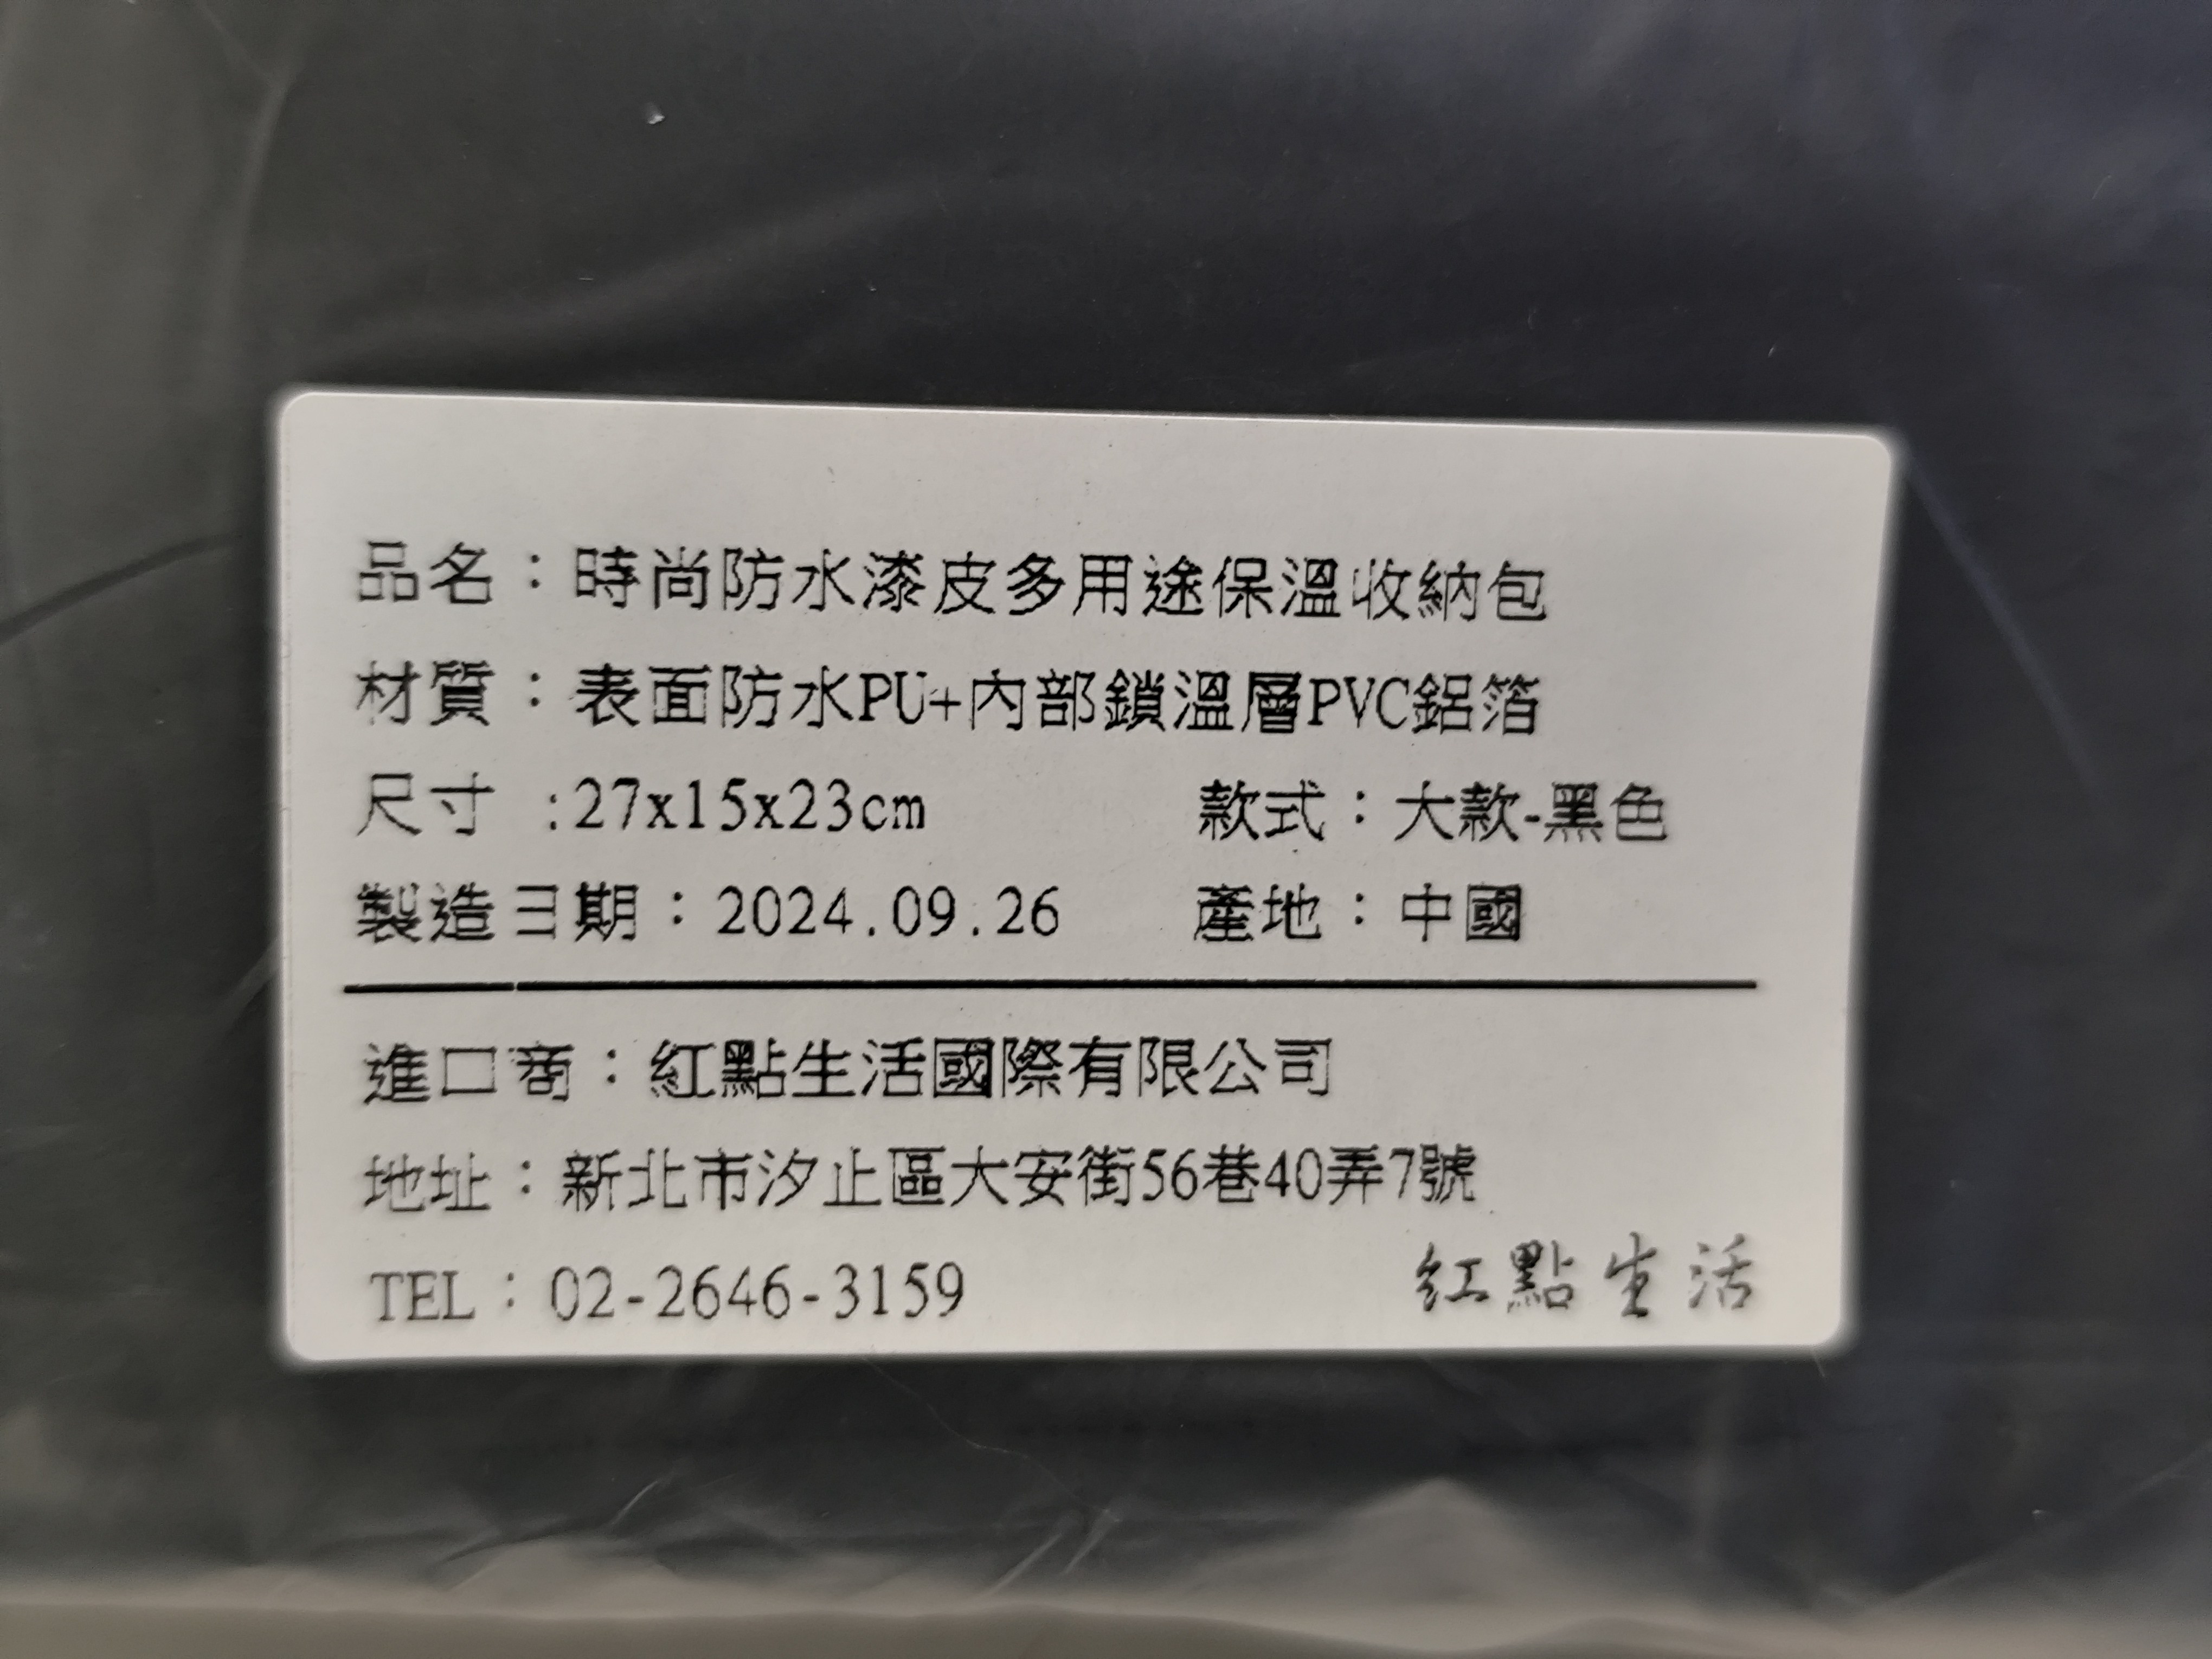 品名：時尚防水漆皮多用途保溫收納包
材質：表面防水PU+內部鎖溫層PVC鋁箔
尺寸 :27x15x23cm 款式：大款-黑色
製造日期：2024.09.26 產地：中國
進口商：紅點生活國際有限公司
地址：新北市汐止區大安街56巷40弄7號
TEL：02-2646-3159
紅點生活